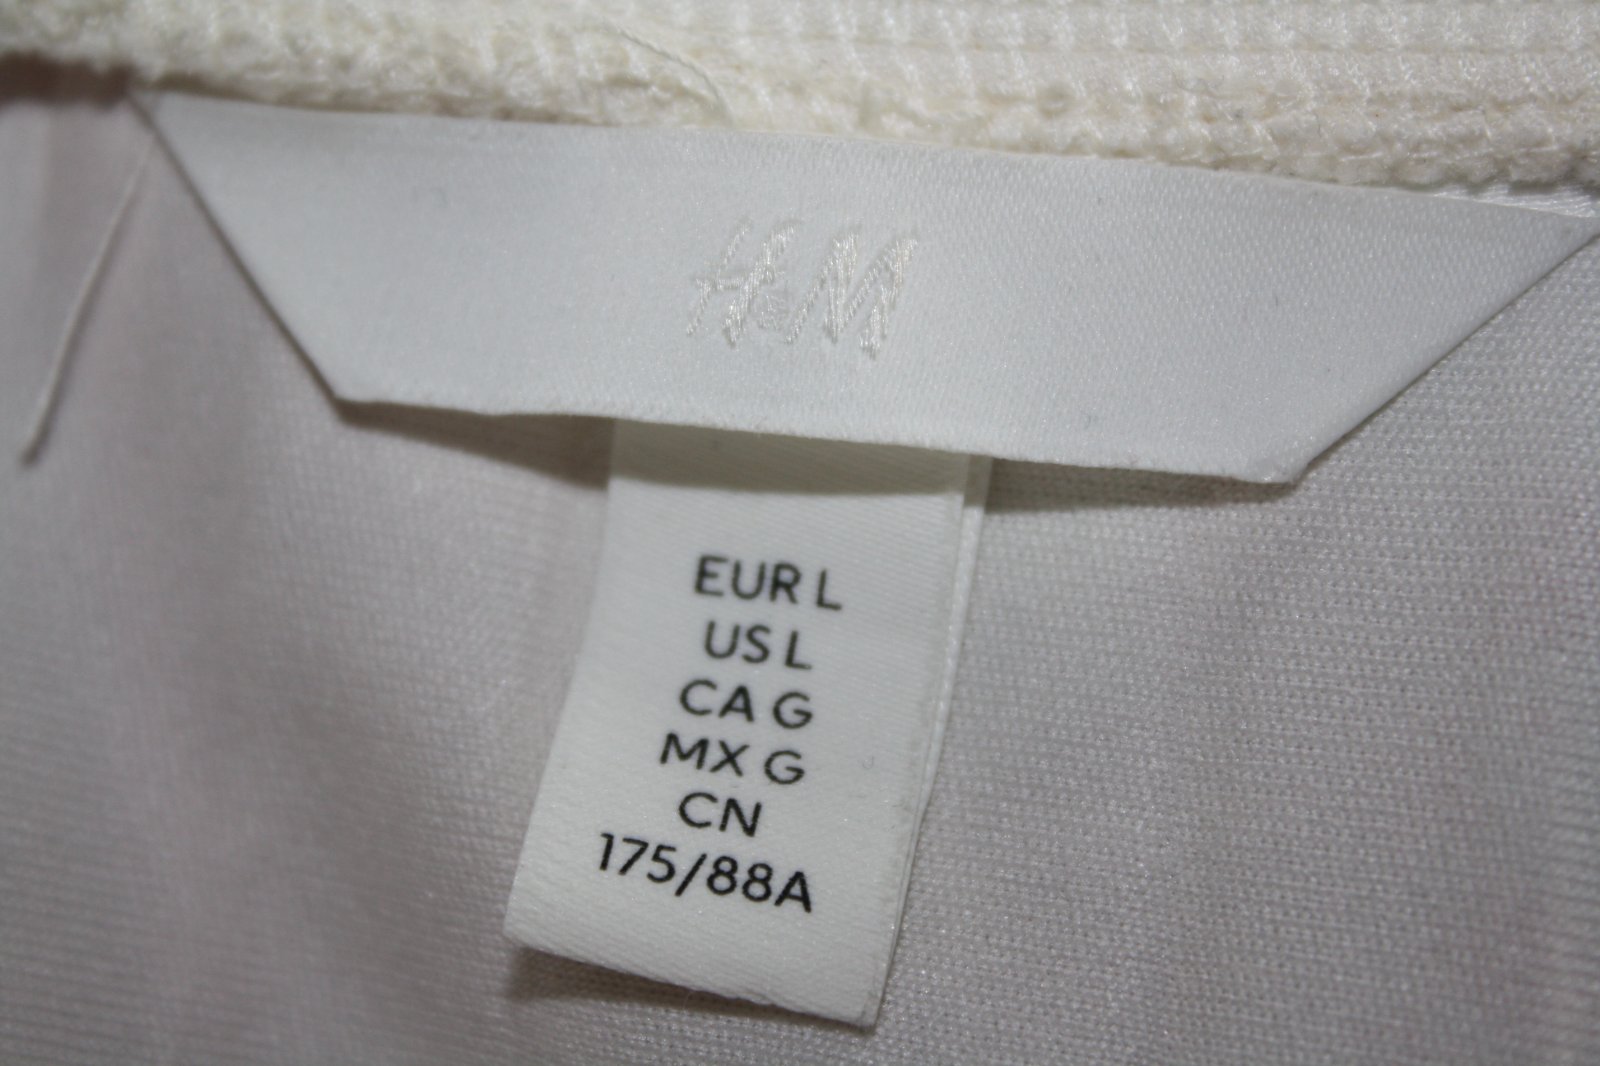 H&M
EUR L
US L
CA G
MX G
CN
175/88A